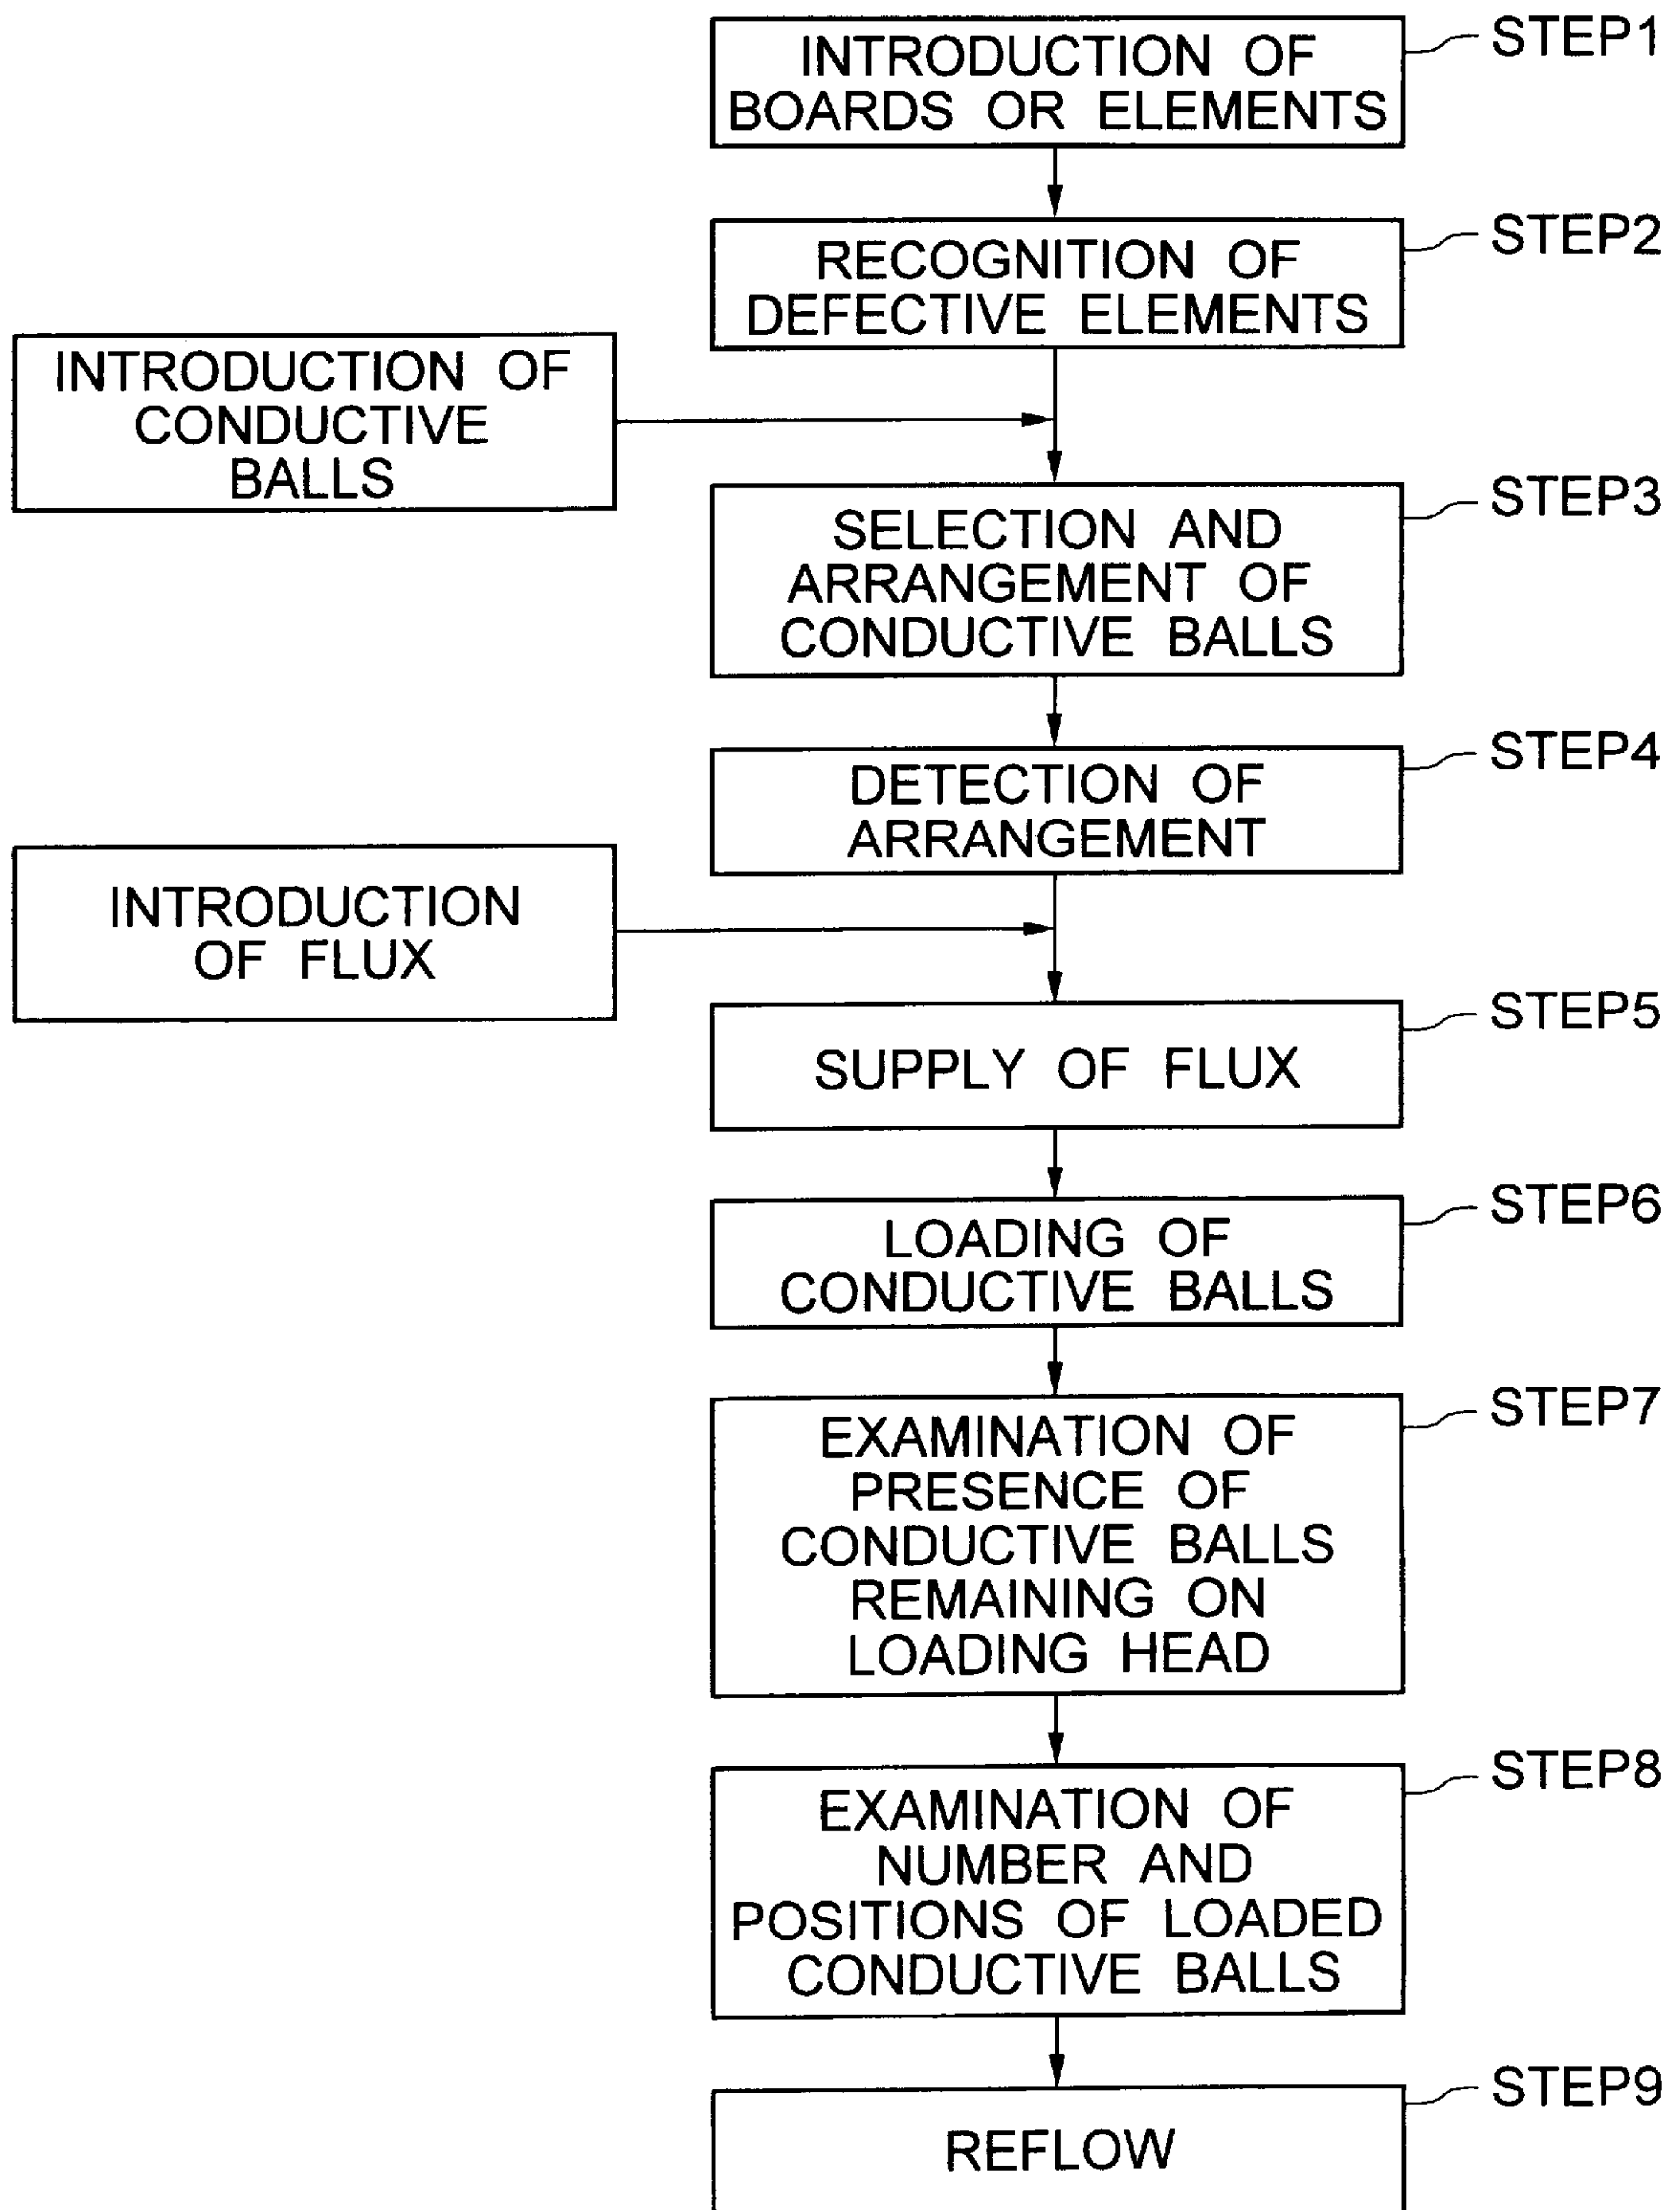 INTRODUCTION OF
BOARDS OR ELEMENTS
STEP1
RECOGNITION OF
DEFECTIVE ELEMENTS
STEP2
INTRODUCTION OF
CONDUCTIVE
BALLS
SELECTION AND
ARRANGEMENT OF
CONDUCTIVE BALLS
STEP3
DETECTION OF
ARRANGEMENT
STEP4
INTRODUCTION
OF FLUX
SUPPLY OF FLUX
STEP5
LOADING OF
CONDUCTIVE BALLS
STEP6
EXAMINATION OF
PRESENCE OF
CONDUCTIVE BALLS
REMAINING ON
LOADING HEAD
STEP7
EXAMINATION OF
NUMBER AND
POSITIONS OF LOADED
CONDUCTIVE BALLS
STEP8
REFLOW
STEP9